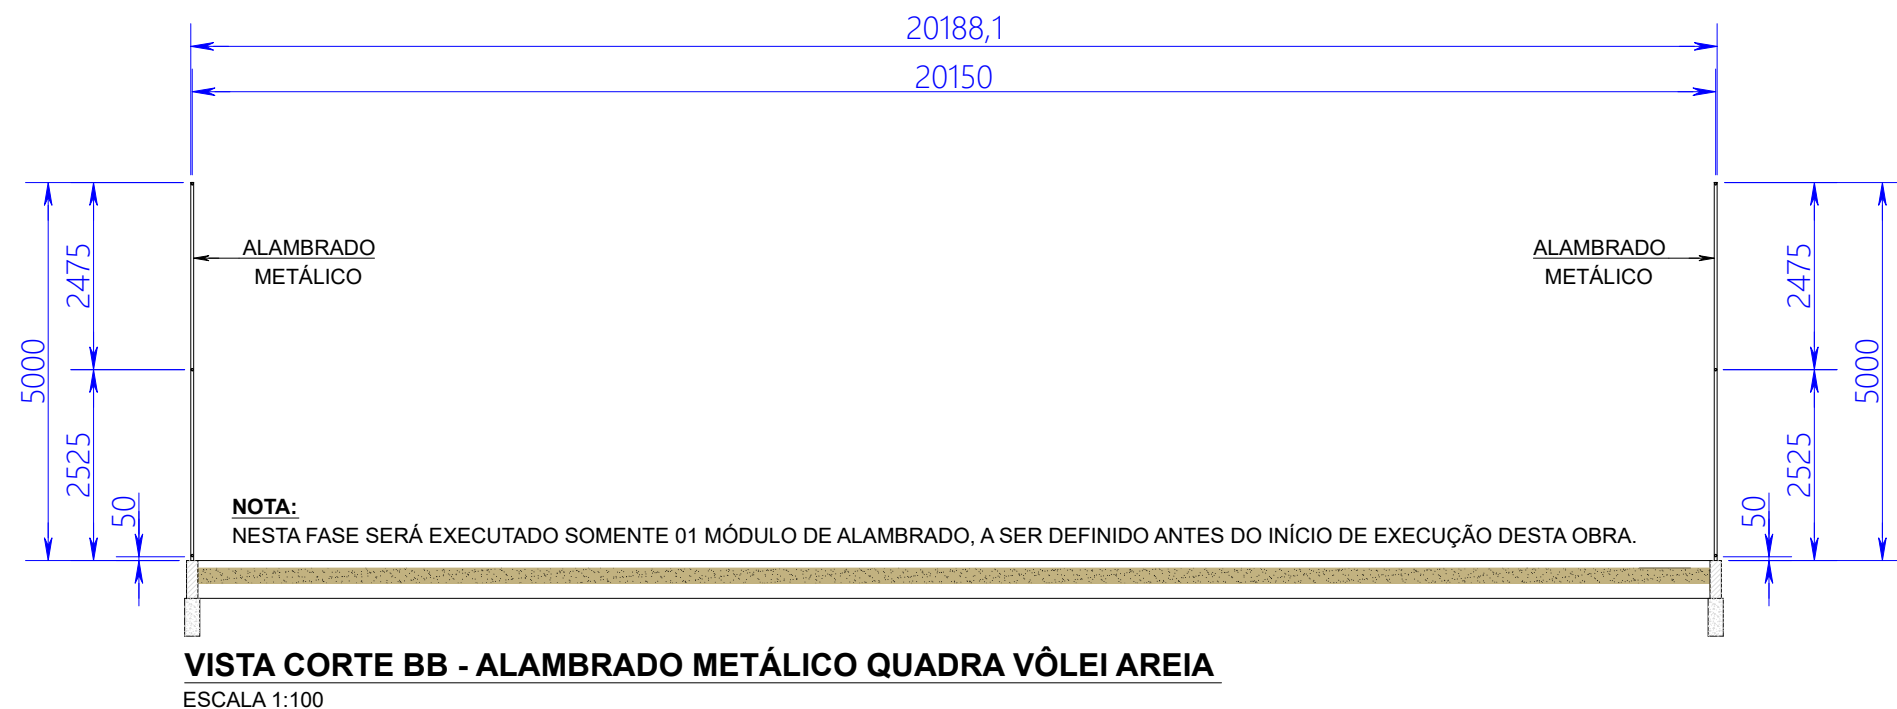 20188,1
20150
ALAMBRADO
METÁLICO
ALAMBRADO
METÁLICO
2475
5000
2525
50
2475
5000
2525
50
NOTA:
NESTA FASE SERÁ EXECUTADO SOMENTE 01 MÓDULO DE ALAMBRADO, A SER DEFINIDO ANTES DO INÍCIO DE EXECUÇÃO DESTA OBRA.
VISTA CORTE BB - ALAMBRADO METÁLICO QUADRA VÔLEI AREIA
ESCALA 1:100